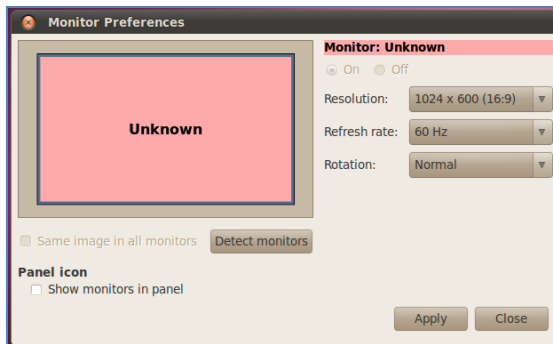 Monitor Preferences
Unknown
Monitor: Unknown
On Off
Resolution: 1024 x 600 (16:9)
Refresh rate: 60 Hz
Rotation: Normal
Same image in all monitors Detect monitors
Panel icon
Show monitors in panel
Apply Close